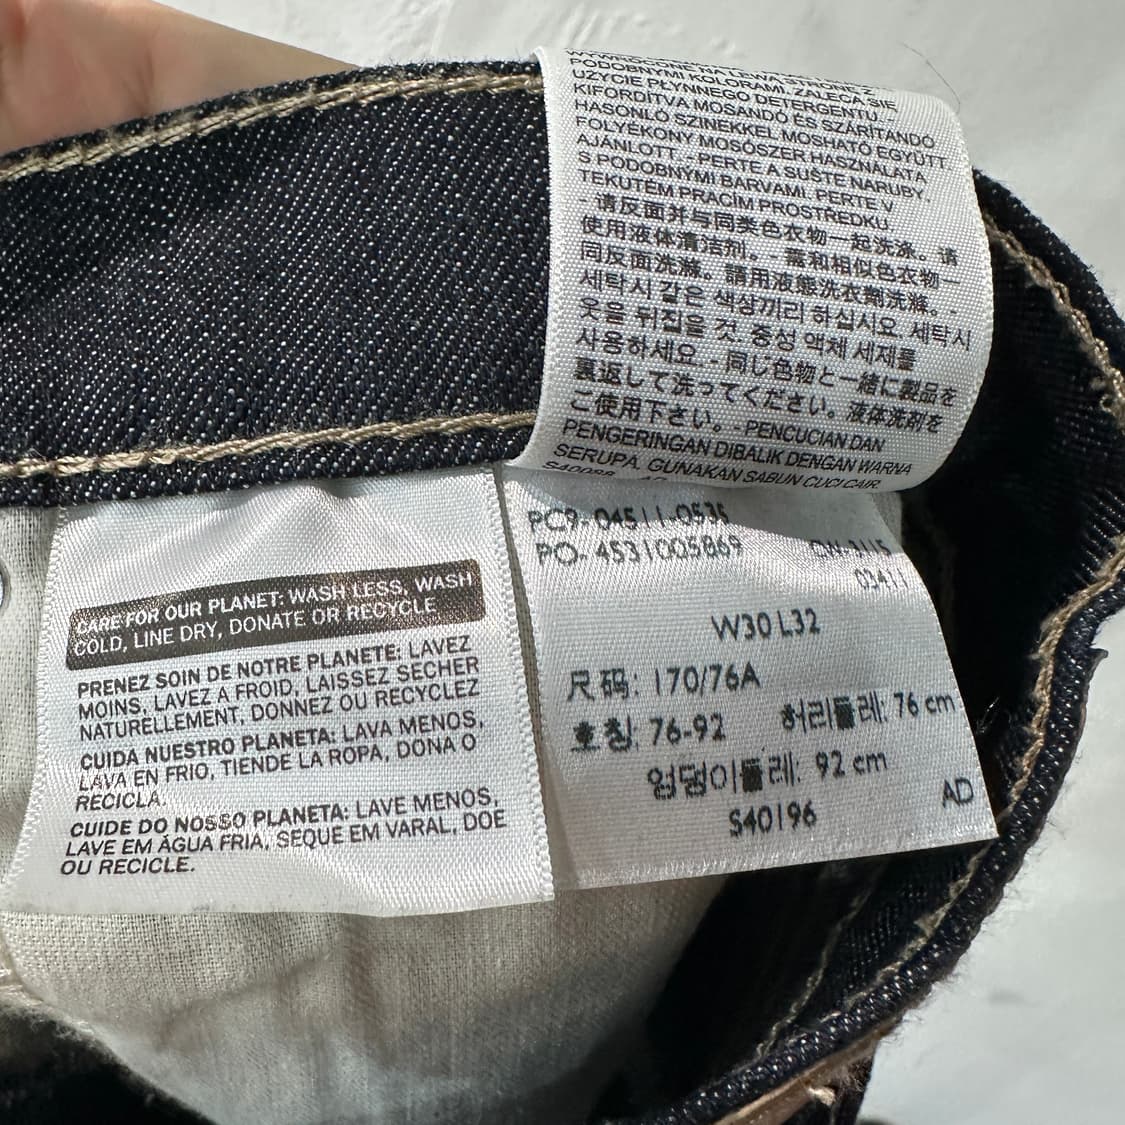 WYWRÓCONE NA LEWĄ STRONĘ Z
PODOBNYMI KOLORAMI. ZALECA SIĘ
UŻYCIE PŁYNNEGO DETERGENTU. -
KIFORDÍTVA MOSANDÓ ÉS SZÁRÍTANDÓ
HASONLÓ SZINEKKEL MOSHATÓ EGYÜTT.
FOLYÉKONY MOSÓSZER HASZNÁLATA
AJÁNLOTT. - PERTE A SUŠTE NARUBY,
S PODOBNÝMI BARVAMI. PERTE V
TEKUTÉM PRACÍM PROSTŘEDKU.
- 请反面并与同类色衣物一起洗涤。请
使用液体清洁剂。- 需和相似色衣物一
同反面洗滌。請用液態洗衣劑洗滌。-
세탁시 같은 색상끼리 하십시오. 세탁시
옷을 뒤집을 것. 중성 액체 세제를
사용하세요. - 同じ色物と一緒に製品を
裏返して洗ってください。液体洗剤を
ご使用下さい。- PENCUCIAN DAN
PENGERINGAN DIBALIK DENGAN WARNA
SERUPA. GUNAKAN SABUN CUCI CAIR.
CARE FOR OUR PLANET: WASH LESS, WASH
COLD, LINE DRY, DONATE OR RECYCLE
PRENEZ SOIN DE NOTRE PLANETE: LAVEZ
MOINS, LAVEZ A FROID, LAISSEZ SECHER
NATURELLEMENT, DONNEZ OU RECYCLEZ
CUIDA NUESTRO PLANETA: LAVA MENOS,
LAVA EN FRIO, TIENDE LA ROPA, DONA O
RECICLA.
CUIDE DO NOSSO PLANETA: LAVE MENOS,
LAVE EM ÁGUA FRIA, SEQUE EM VARAL, DOE
OU RECICLE.
PC9-04511-0535
PO- 4531005869
03411
W30 L32
尺码: 170/76A
호칭: 76-92 허리둘레: 76 cm
엉덩이둘레: 92 cm
S40196
AD